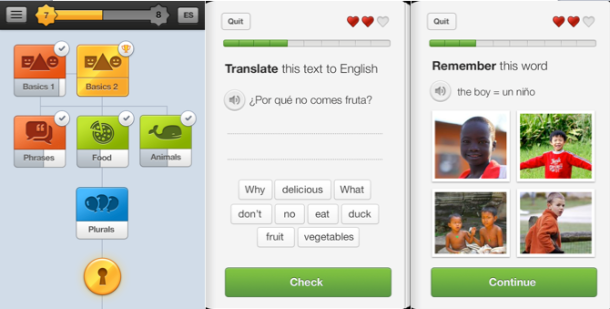 7
8
ES
Basics 1
Basics 2
Phrases
Food
Animals
Plurals
Quit
Translate this text to English
¿Por qué no comes fruta?
Why delicious What
don't no eat duck
fruit vegetables
Check
Quit
Remember this word
the boy = un niño
Continue